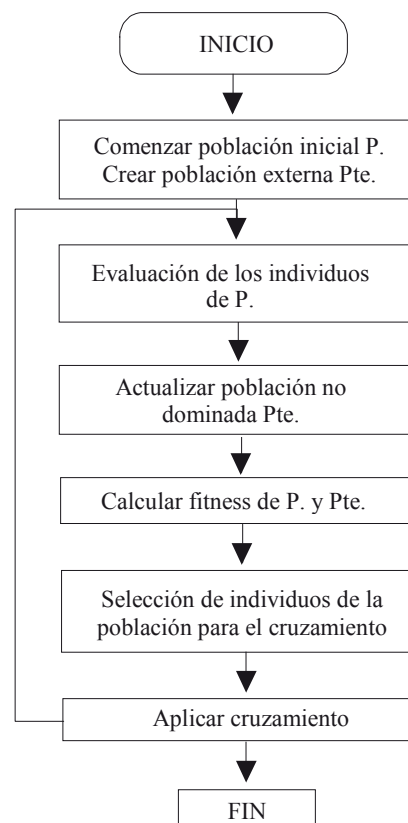 INICIO
Comenzar población inicial P.
Crear población externa Pte.
Evaluación de los individuos
de P.
Actualizar población no
dominada Pte.
Calcular fitness de P. y Pte.
Selección de individuos de la
población para el cruzamiento
Aplicar cruzamiento
FIN